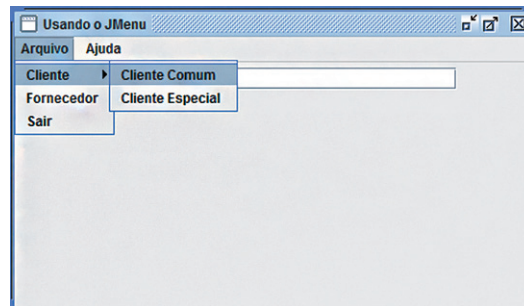 Usando o JMenu
Arquivo Ajuda
Cliente Cliente Comum
Fornecedor Cliente Especial
Sair